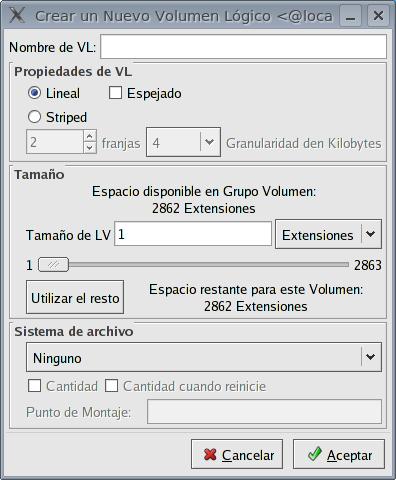 Crear un Nuevo Volumen Lógico <@loca
Nombre de VL:
Propiedades de VL
Lineal Espejado
Striped
2 franjas 4 Granularidad den Kilobytes
Tamaño
Espacio disponible en Grupo Volumen:
2862 Extensiones
Tamaño de LV 1 Extensiones
1 2863
Utilizar el resto Espacio restante para este Volumen:
2862 Extensiones
Sistema de archivo
Ninguno
Cantidad Cantidad cuando reinicie
Punto de Montaje:
Cancelar Aceptar